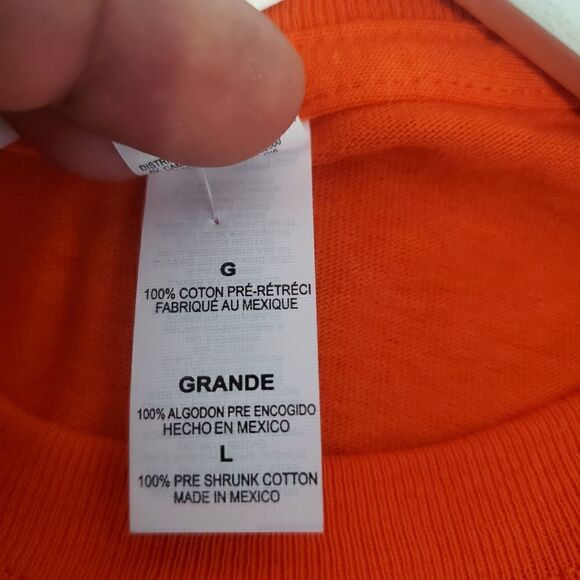 G
100% COTON PRÉ-RÉTRÉCI
FABRIQUÉ AU MEXIQUE
GRANDE
100% ALGODON PRE ENCOGIDO
HECHO EN MEXICO
L
100% PRE SHRUNK COTTON
MADE IN MEXICO